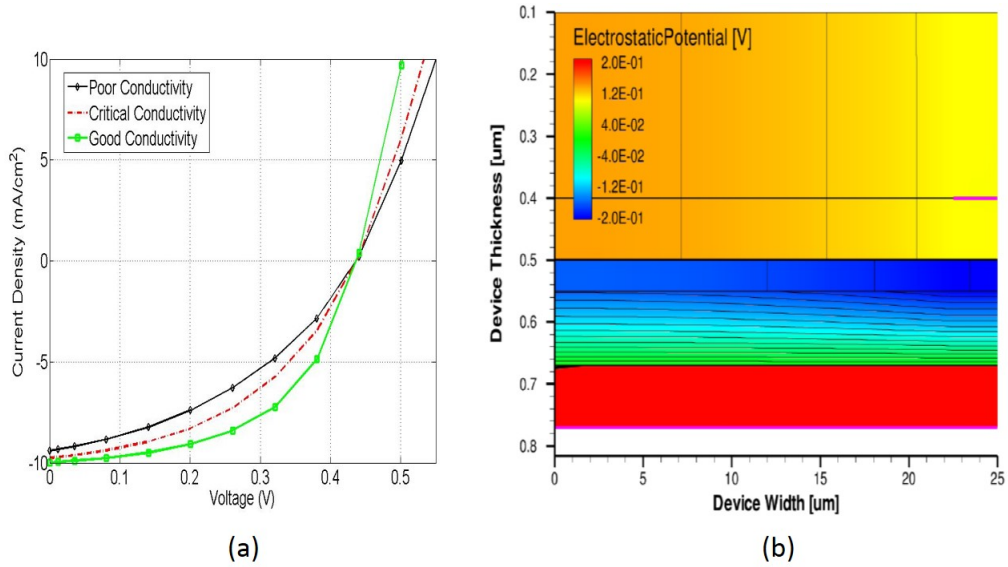 10
5
0
-5
-10
0
0.1
0.2
0.3
0.4
0.5
Current Density (mA/cm²)
Voltage (V)
Poor Conductivity
Critical Conductivity
Good Conductivity
(a)
0.1
0.2
0.3
0.4
0.5
0.6
0.7
0.8
Device Thickness [um]
ElectrostaticPotential [V]
2.0E-01
1.2E-01
4.0E-02
-4.0E-02
-1.2E-01
-2.0E-01
0
5
10
15
20
25
Device Width [um]
(b)